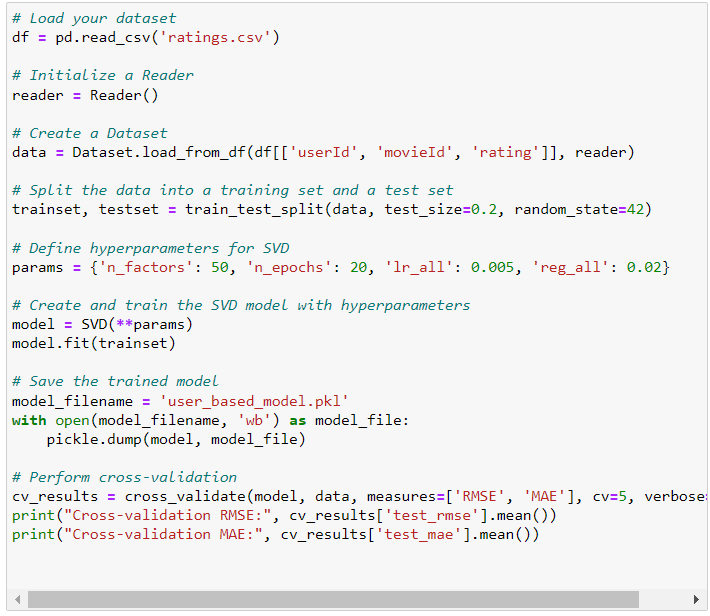 # Load your dataset
df = pd.read_csv('ratings.csv')
# Initialize a Reader
reader = Reader()
# Create a Dataset
data = Dataset.load_from_df(df[['userId', 'movieId', 'rating']], reader)
# Split the data into a training set and a test set
trainset, testset = train_test_split(data, test_size=0.2, random_state=42)
# Define hyperparameters for SVD
params = {'n_factors': 50, 'n_epochs': 20, 'lr_all': 0.005, 'reg_all': 0.02}
# Create and train the SVD model with hyperparameters
model = SVD(**params)
model.fit(trainset)
# Save the trained model
model_filename = 'user_based_model.pkl'
with open(model_filename, 'wb') as model_file:
    pickle.dump(model, model_file)
# Perform cross-validation
cv_results = cross_validate(model, data, measures=['RMSE', 'MAE'], cv=5, verbose=
print("Cross-validation RMSE:", cv_results['test_rmse'].mean())
print("Cross-validation MAE:", cv_results['test_mae'].mean())